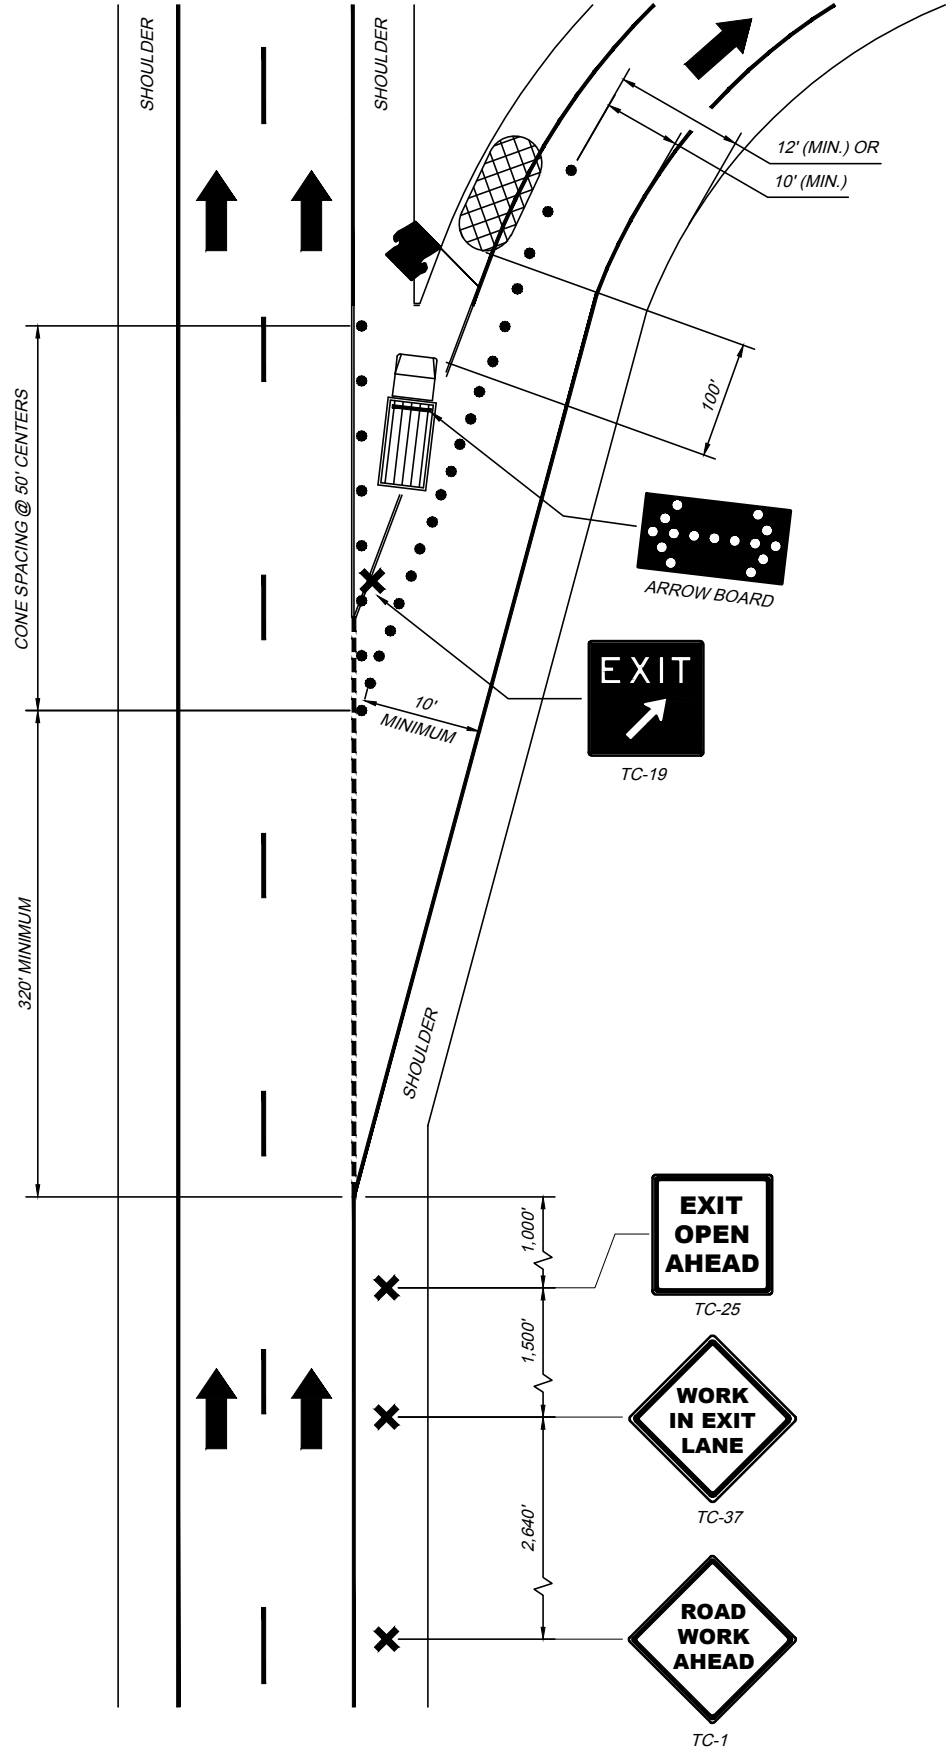 SHOULDER
SHOULDER
12' (MIN.) OR
10' (MIN.)
CONE SPACING @ 50' CENTERS
100'
ARROW BOARD
EXIT
TC-19
10'
MINIMUM
320' MINIMUM
SHOULDER
1,000'
EXIT
OPEN
AHEAD
TC-25
1,500'
WORK
IN EXIT
LANE
TC-37
2,640'
ROAD
WORK
AHEAD
TC-1